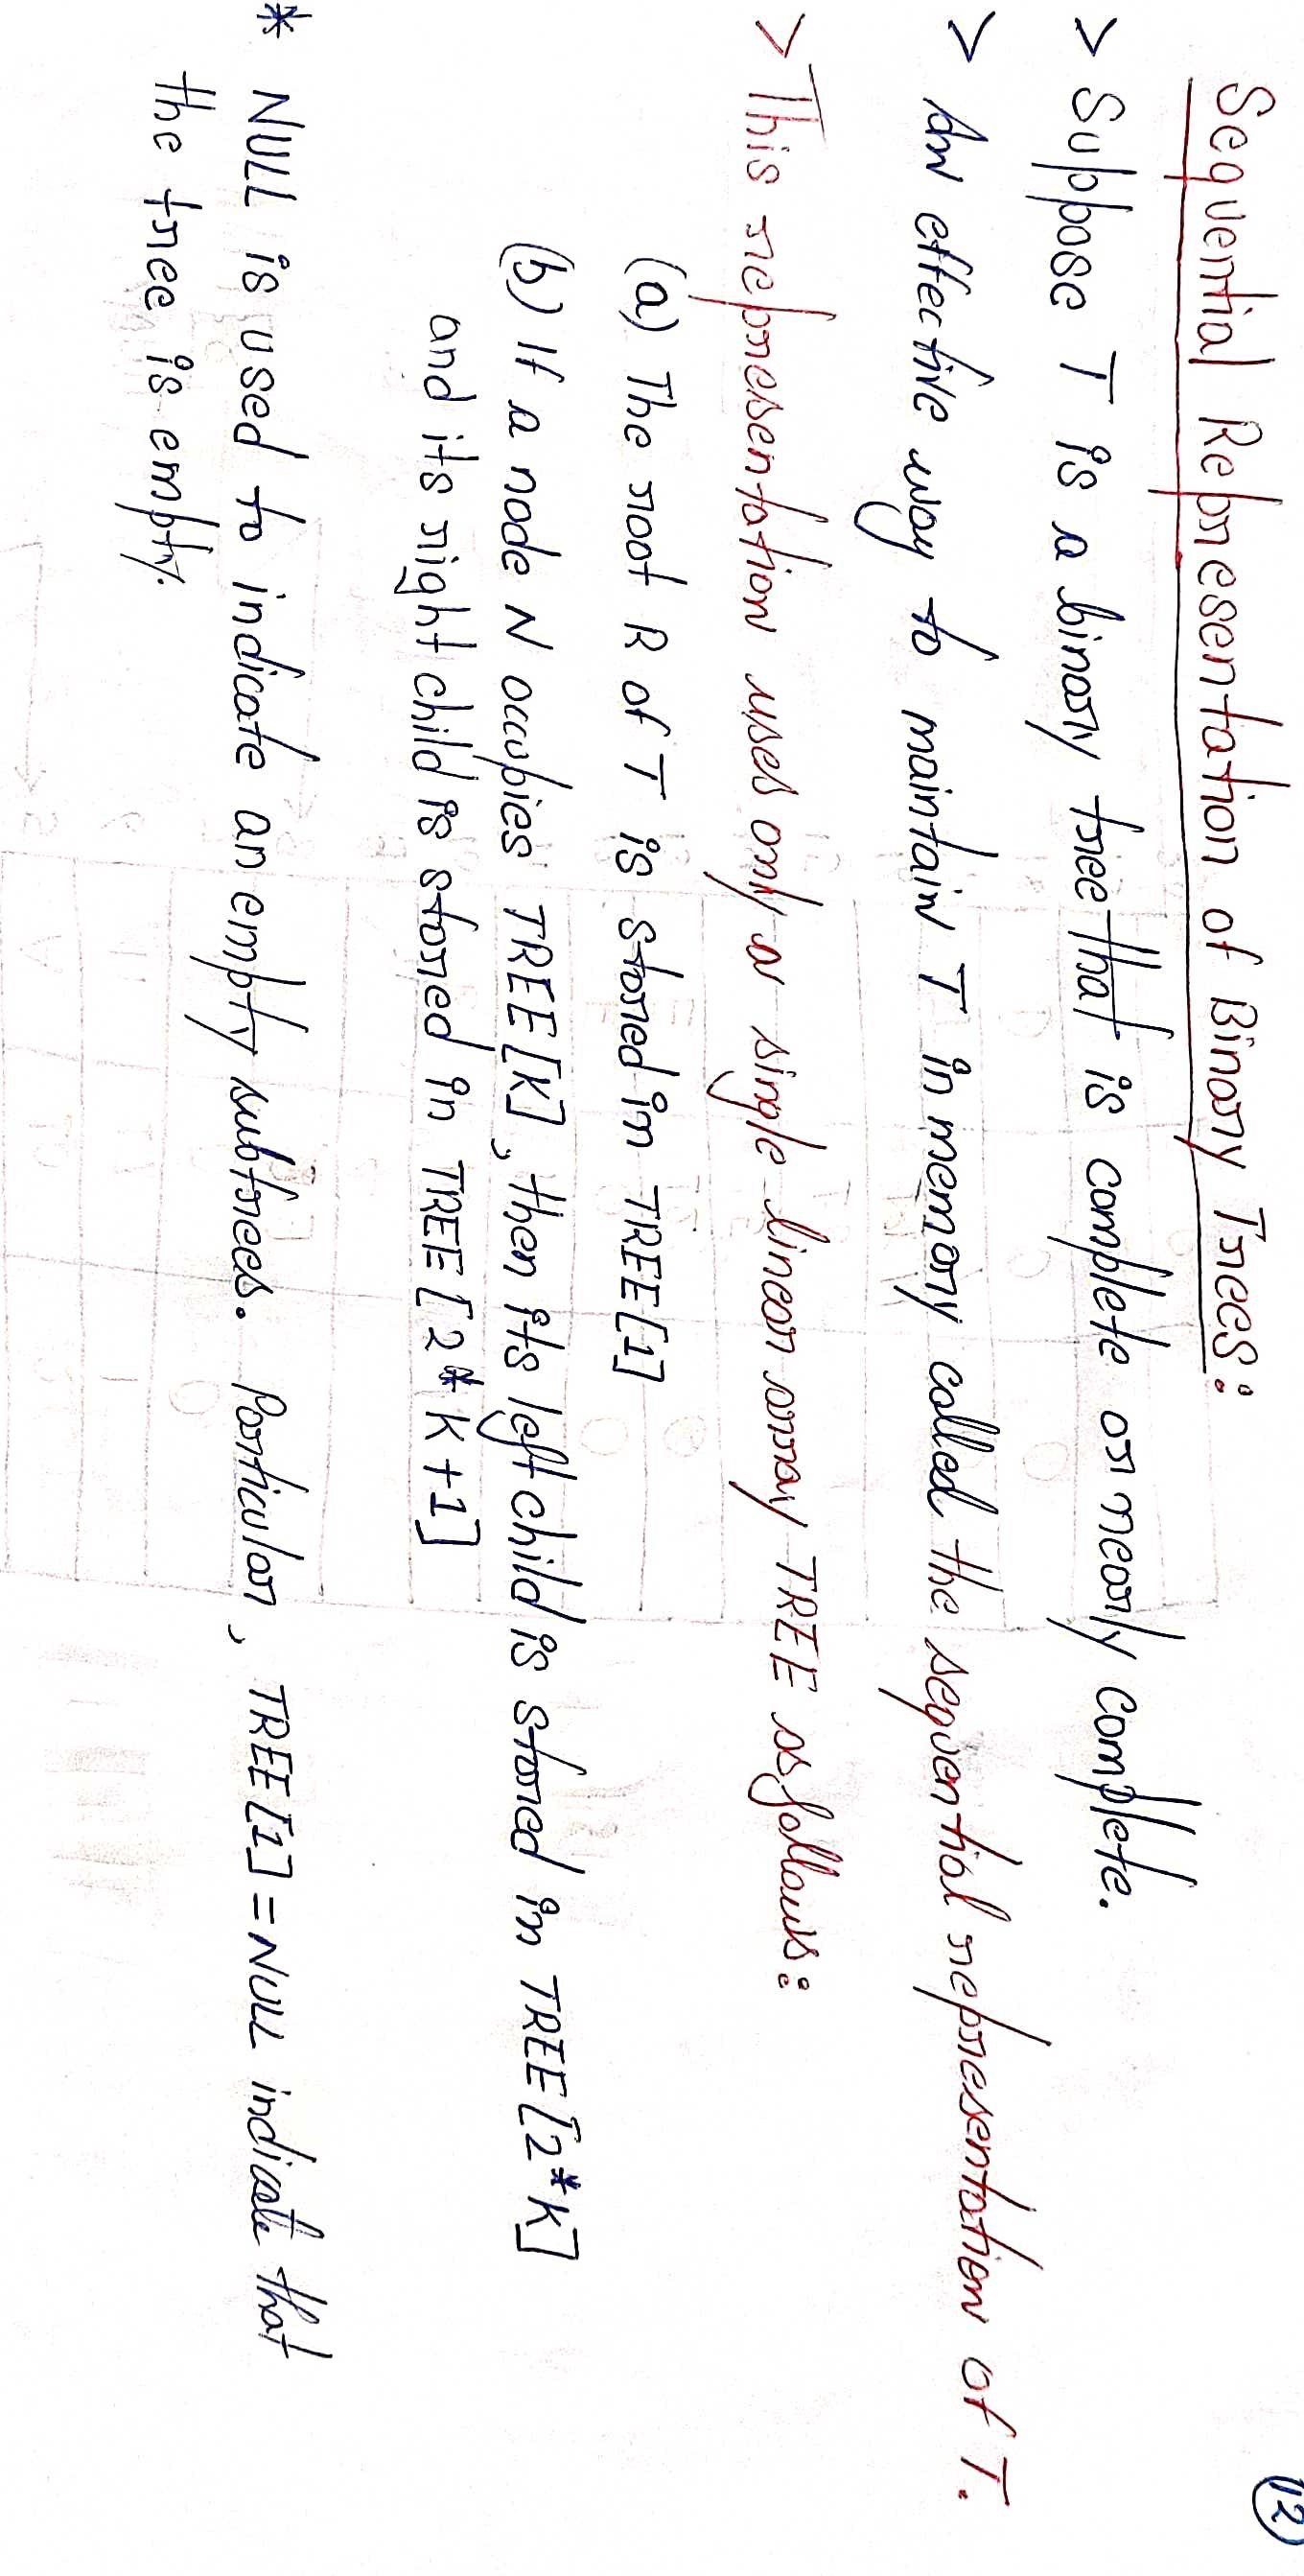 12
Sequential Representation of Binary Trees:
> Suppose T is a binary tree that is complete or nearly complete.
> An effective way to maintain T in memory called the sequential representation of T.
> This representation uses only a single linear array TREE as follows:
(a) The root R of T is stored in TREE[1]
(b) If a node N occupies TREE[K], then its left child is stored in TREE[2*K]
and its right child is stored in TREE[2*K+1]
* NULL is used to indicate an empty subtrees. Particular, TREE[1]=NULL indicate that
the tree is empty.